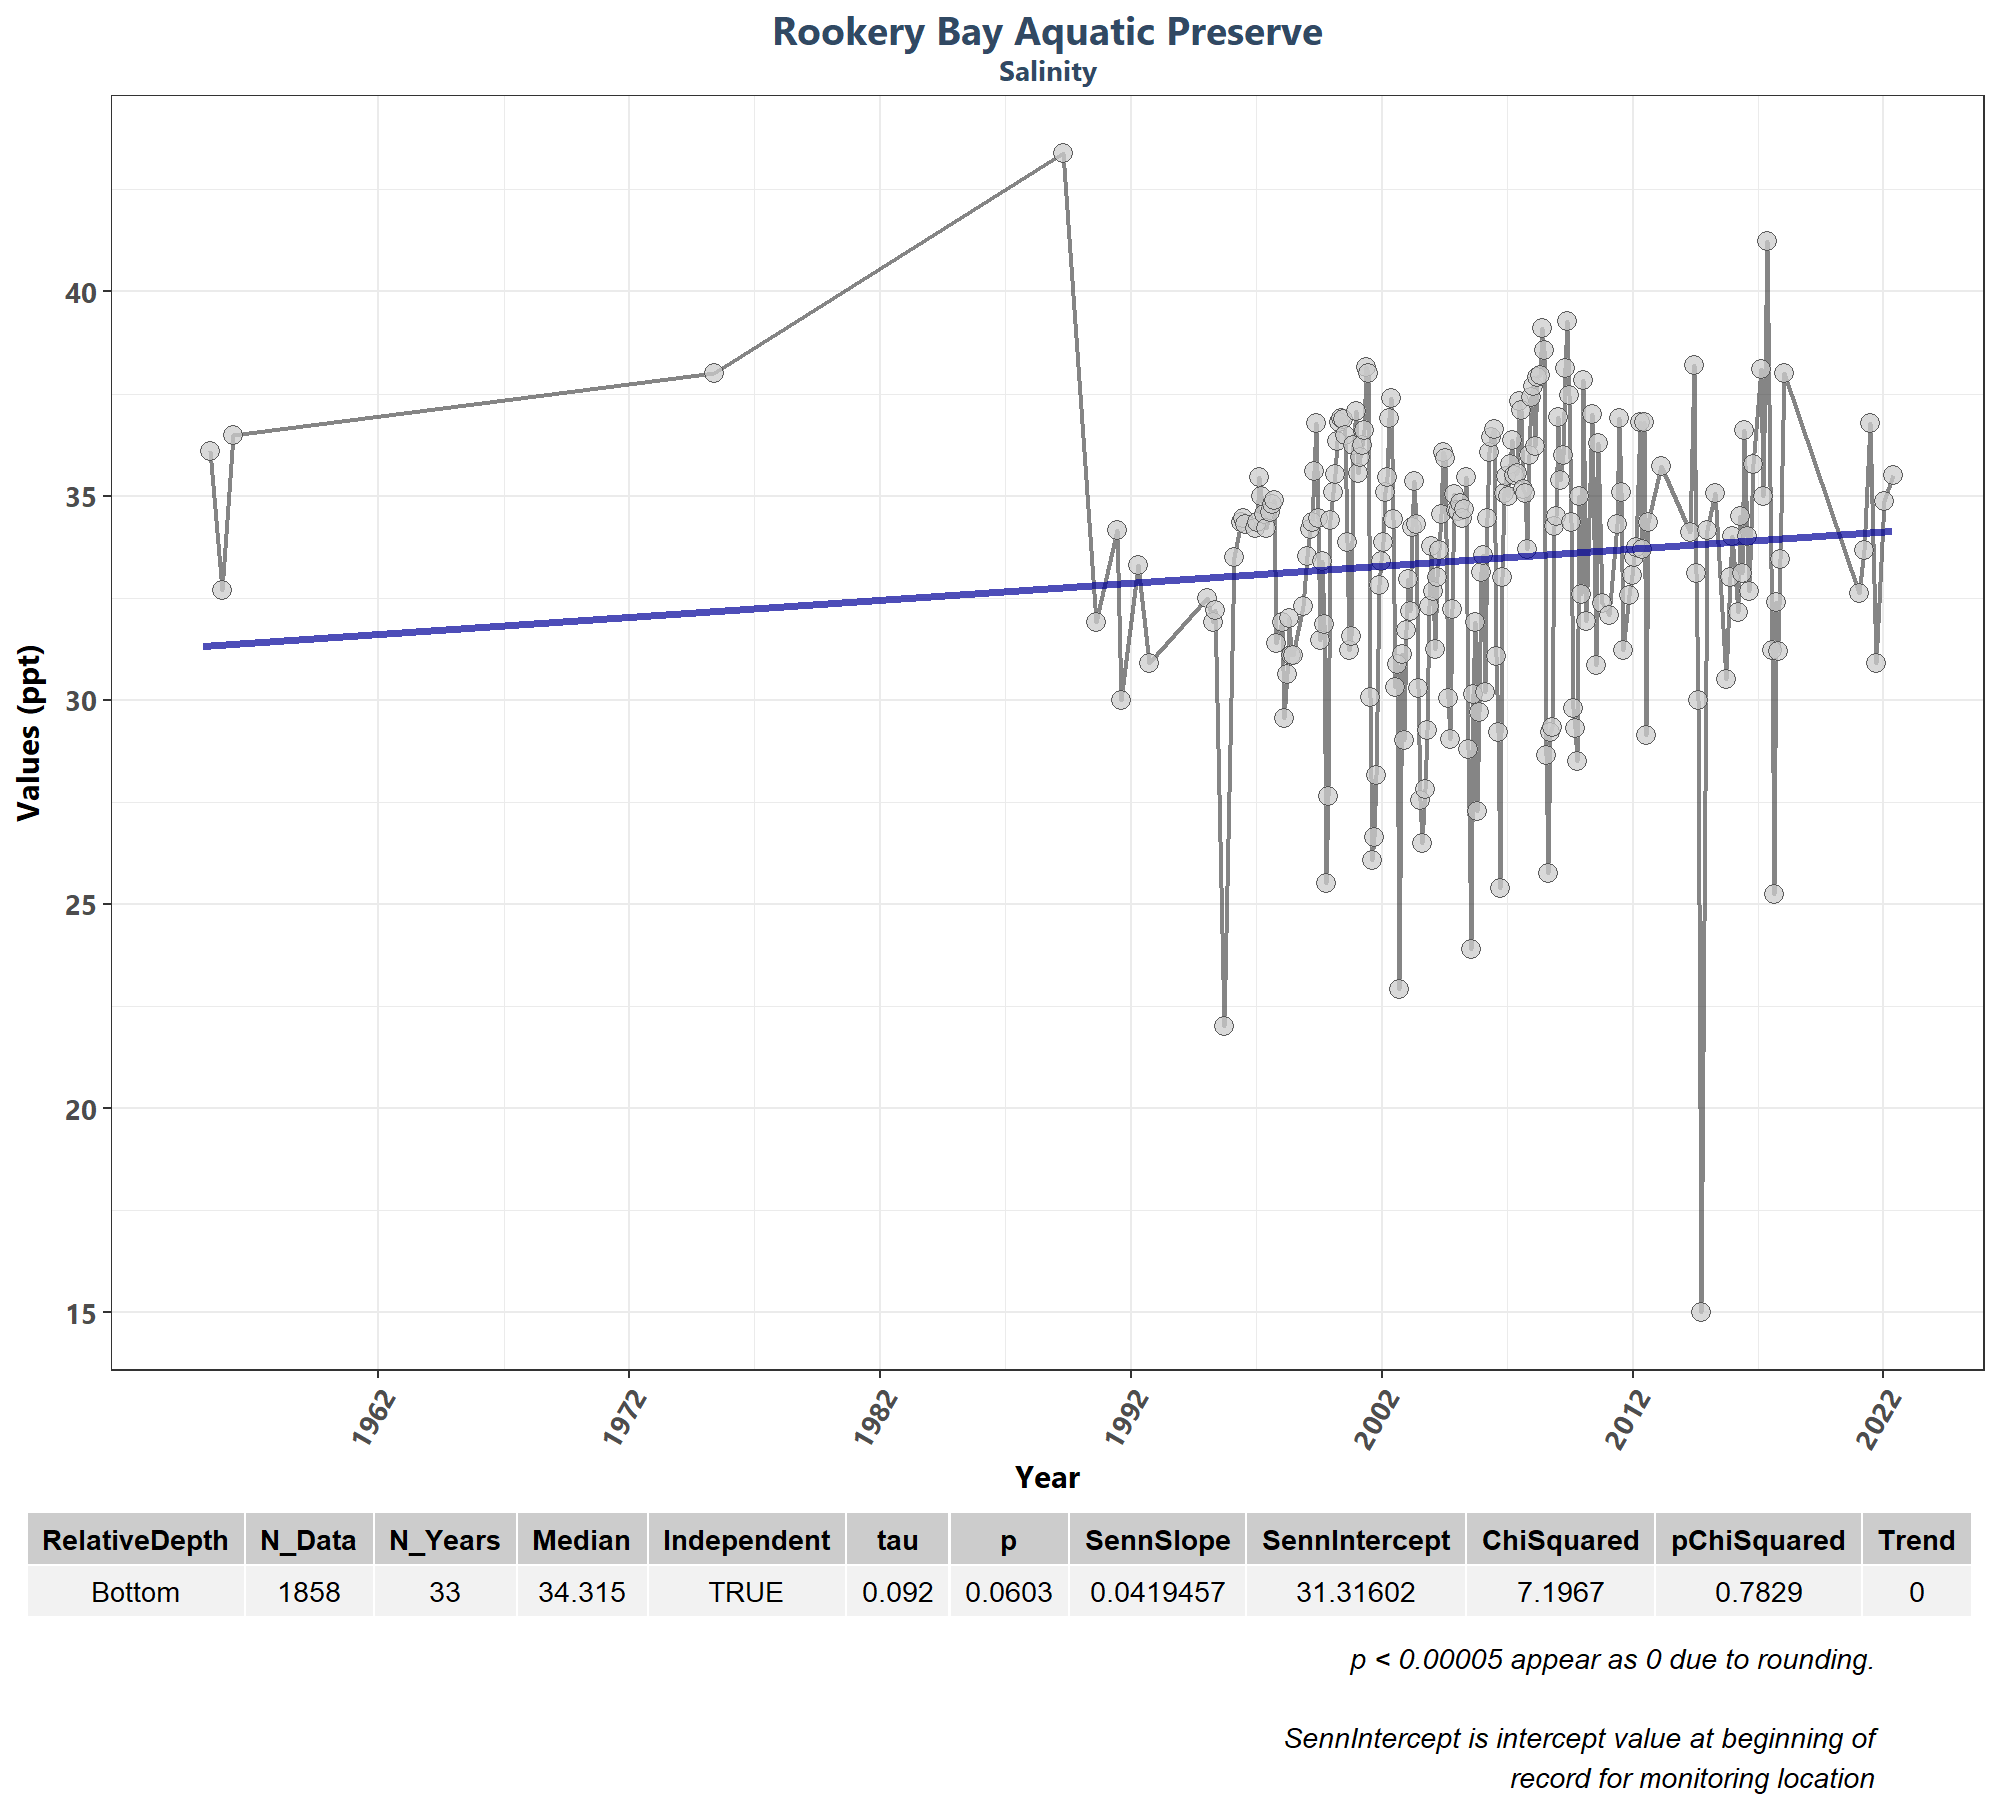 Rookery Bay Aquatic Preserve
Salinity
Values (ppt)
40
35
30
25
20
15
1962 1972 1982 1992 2002 2012 2022
Year
RelativeDepth N_Data N_Years Median Independent tau p SennSlope SennIntercept ChiSquared pChiSquared Trend
Bottom 1858 33 34.315 TRUE 0.092 0.0603 0.0419457 31.31602 7.1967 0.7829 0
p < 0.00005 appear as 0 due to rounding.
SennIntercept is intercept value at beginning of
record for monitoring location